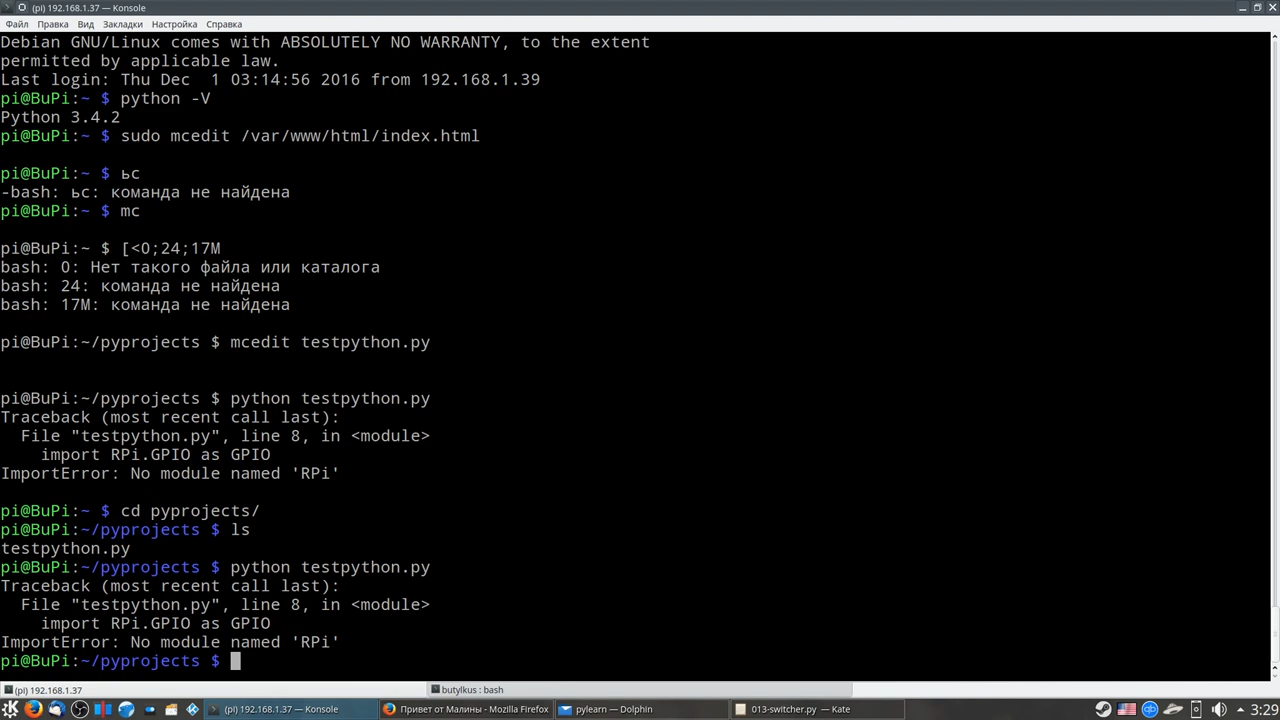 (pi) 192.168.1.37 — Konsole
Файл Правка Вид Закладки Настройка Справка
Debian GNU/Linux comes with ABSOLUTELY NO WARRANTY, to the extent
permitted by applicable law.
Last login: Thu Dec  1 03:14:56 2016 from 192.168.1.39
pi@BuPi:~ $ python -V
Python 3.4.2
pi@BuPi:~ $ sudo mcedit /var/www/html/index.html
pi@BuPi:~ $ ьс
-bash: ьс: команда не найдена
pi@BuPi:~ $ mc
pi@BuPi:~ $ [<0;24;17M
bash: 0: Нет такого файла или каталога
bash: 24: команда не найдена
bash: 17M: команда не найдена
pi@BuPi:~/pyprojects $ mcedit testpython.py
pi@BuPi:~/pyprojects $ python testpython.py
Traceback (most recent call last):
  File "testpython.py", line 8, in <module>
    import RPi.GPIO as GPIO
ImportError: No module named 'RPi'
pi@BuPi:~ $ cd pyprojects/
pi@BuPi:~/pyprojects $ ls
testpython.py
pi@BuPi:~/pyprojects $ python testpython.py
Traceback (most recent call last):
  File "testpython.py", line 8, in <module>
    import RPi.GPIO as GPIO
ImportError: No module named 'RPi'
pi@BuPi:~/pyprojects $
(pi) 192.168.1.37 butylkus : bash
(pi) 192.168.1.37 — Konsole Привет от Малины - Mozilla Firefox pylearn — Dolphin 013-switcher.py — Kate 3:29